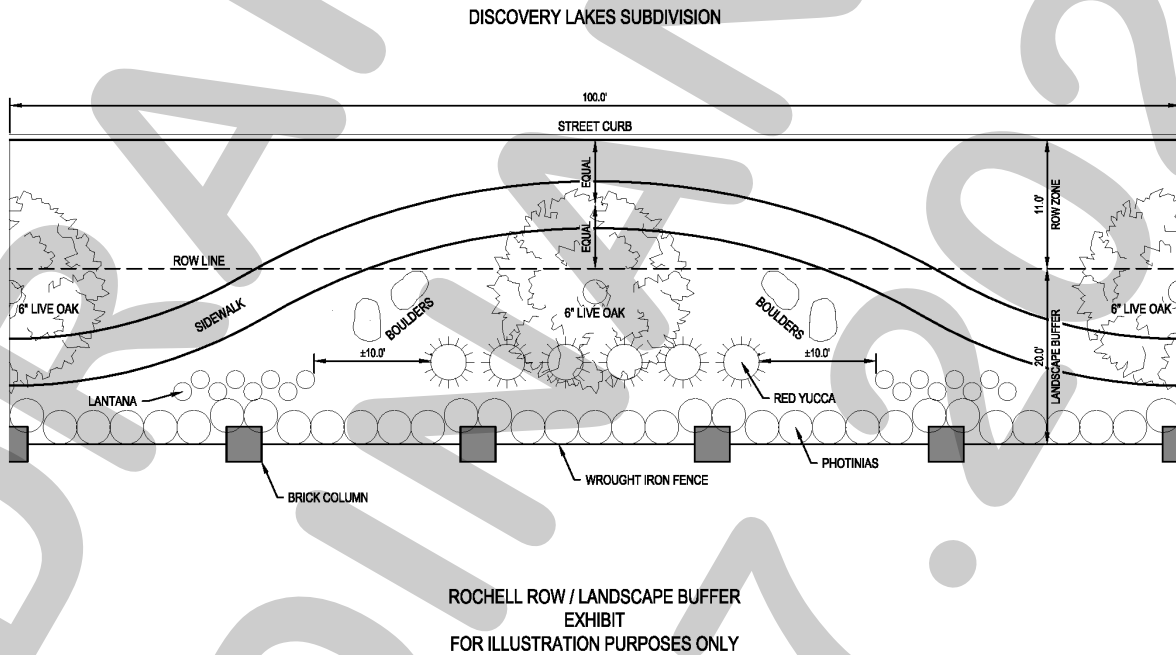 DISCOVERY LAKES SUBDIVISION
100.0'
STREET CURB
EQUAL
EQUAL
11.0'
ROW ZONE
ROW LINE
SIDEWALK
6" LIVE OAK
BOULDERS
6" LIVE OAK
BOULDERS
6" LIVE OAK
±10.0'
±10.0'
20.0'
LANDSCAPE BUFFER
LANTANA
RED YUCCA
PHOTINIAS
WROUGHT IRON FENCE
BRICK COLUMN
ROCHELL ROW / LANDSCAPE BUFFER
EXHIBIT
FOR ILLUSTRATION PURPOSES ONLY